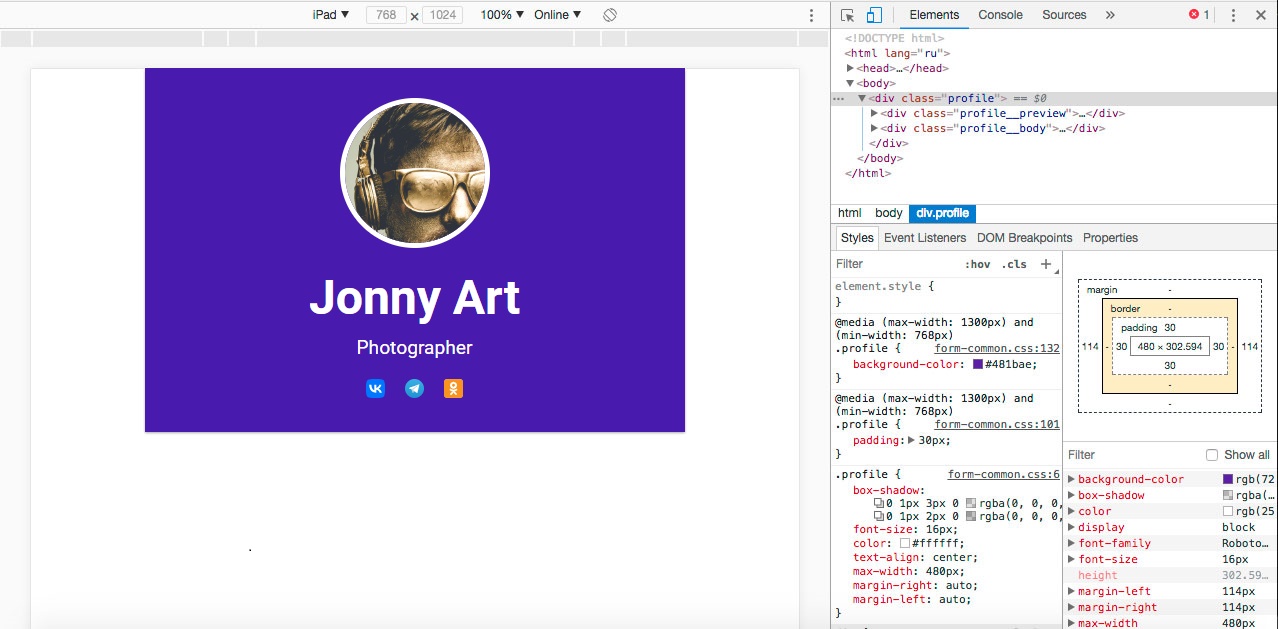 iPad ▼ 768 × 1024 100% ▼ Online ▼
Jonny Art
Photographer
Elements Console Sources » 1
<!DOCTYPE html>
<html lang="ru">
▶<head>…</head>
▼<body>
… ▼<div class="profile"> == $0
▶<div class="profile__preview">…</div>
▶<div class="profile__body">…</div>
</div>
</body>
</html>
html body div.profile
Styles Event Listeners DOM Breakpoints Properties
Filter :hov .cls +
element.style {
}
@media (max-width: 1300px) and
(min-width: 768px)
.profile { form-common.css:132
background-color: #481bae;
}
@media (max-width: 1300px) and
(min-width: 768px)
.profile { form-common.css:101
padding:▶ 30px;
}
.profile { form-common.css:6
box-shadow:
0 1px 3px 0 rgba(0, 0, 0,
0 1px 2px 0 rgba(0, 0, 0,
font-size: 16px;
color: #ffffff;
text-align: center;
max-width: 480px;
margin-right: auto;
margin-left: auto;
}
margin -
border -
padding 30
114 - 30 480 × 302.594 30 - 114
30
-
-
Filter Show all
▶ background-color rgb(72
▶ box-shadow rgba(…
▶ color rgb(25
▶ display block
▶ font-family Roboto…
▶ font-size 16px
height 302.59…
▶ margin-left 114px
▶ margin-right 114px
▶ max-width 480px